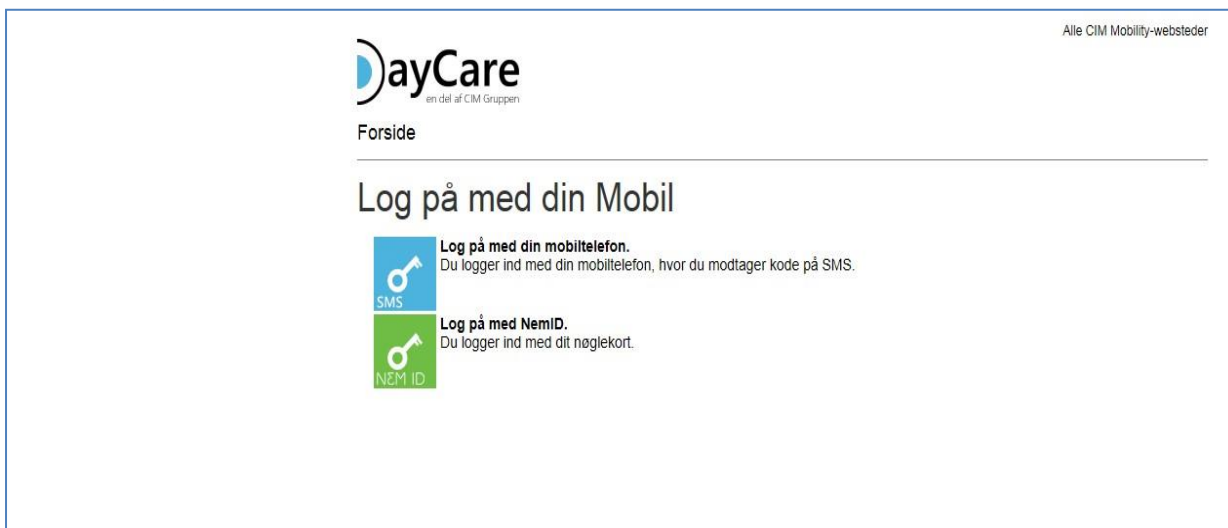 Alle CIM Mobility-websteder
DayCare
en del af CIM Gruppen
Forside
Log på med din Mobil
Log på med din mobiltelefon.
Du logger ind med din mobiltelefon, hvor du modtager kode på SMS.
SMS
Log på med NemID.
Du logger ind med dit nøglekort.
NEM ID